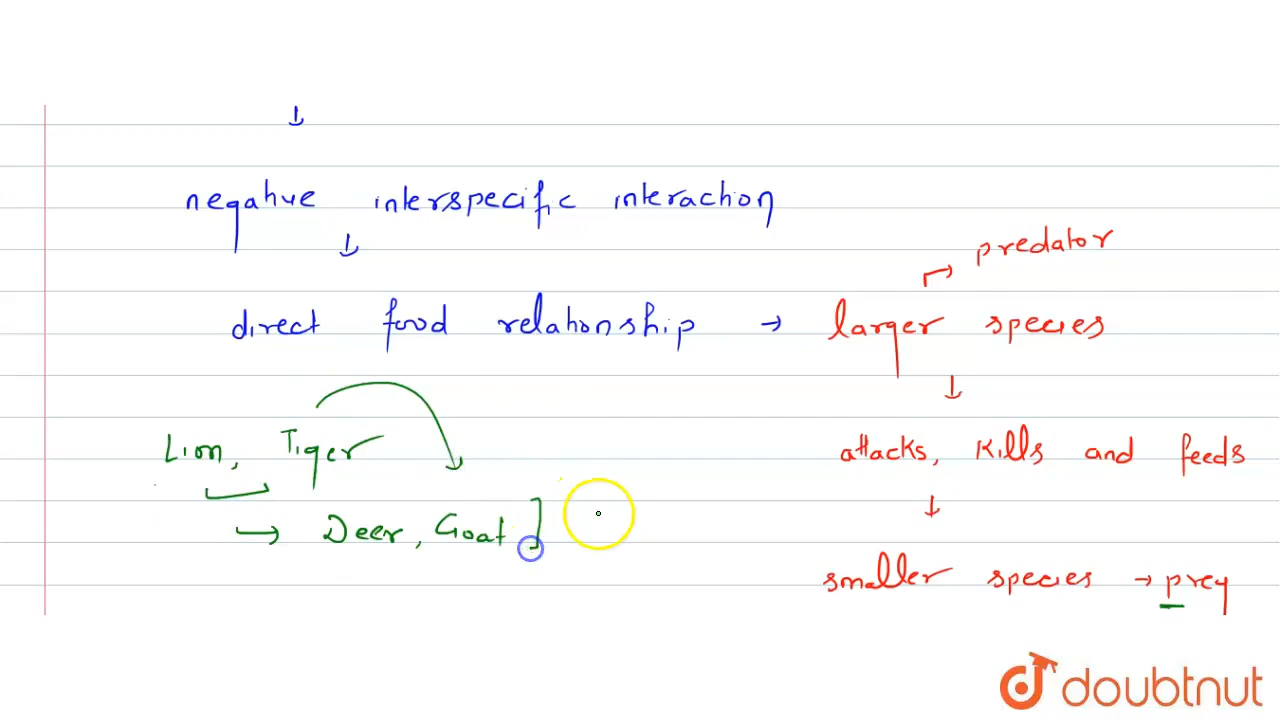 ↓
negative interspecific interaction
↓
predator
direct food relationship → larger species
↓
Lion, Tiger
attacks, kills and feeds
↓
→ Deer, Goat ]
smaller species → prey
doubtnut